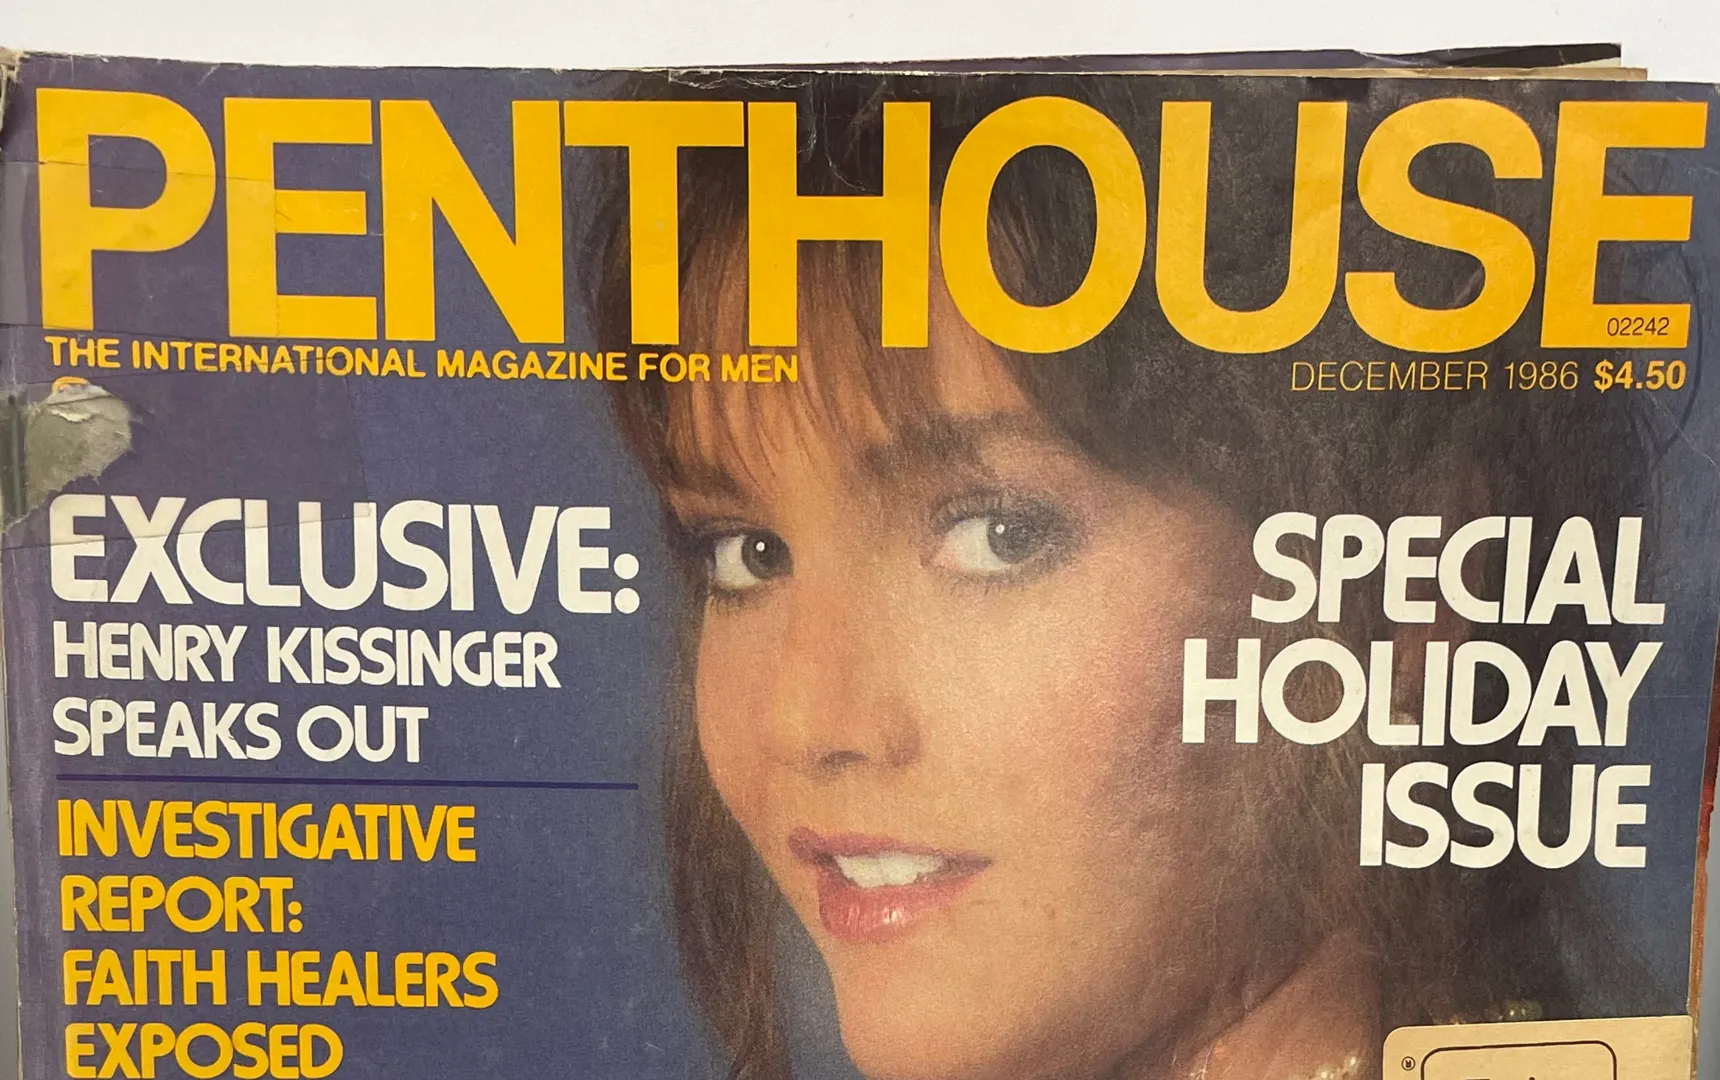 PENTHOUSE
02242
THE INTERNATIONAL MAGAZINE FOR MEN
DECEMBER 1986 $4.50
EXCLUSIVE:
HENRY KISSINGER
SPEAKS OUT
INVESTIGATIVE
REPORT:
FAITH HEALERS
EXPOSED
SPECIAL
HOLIDAY
ISSUE
®